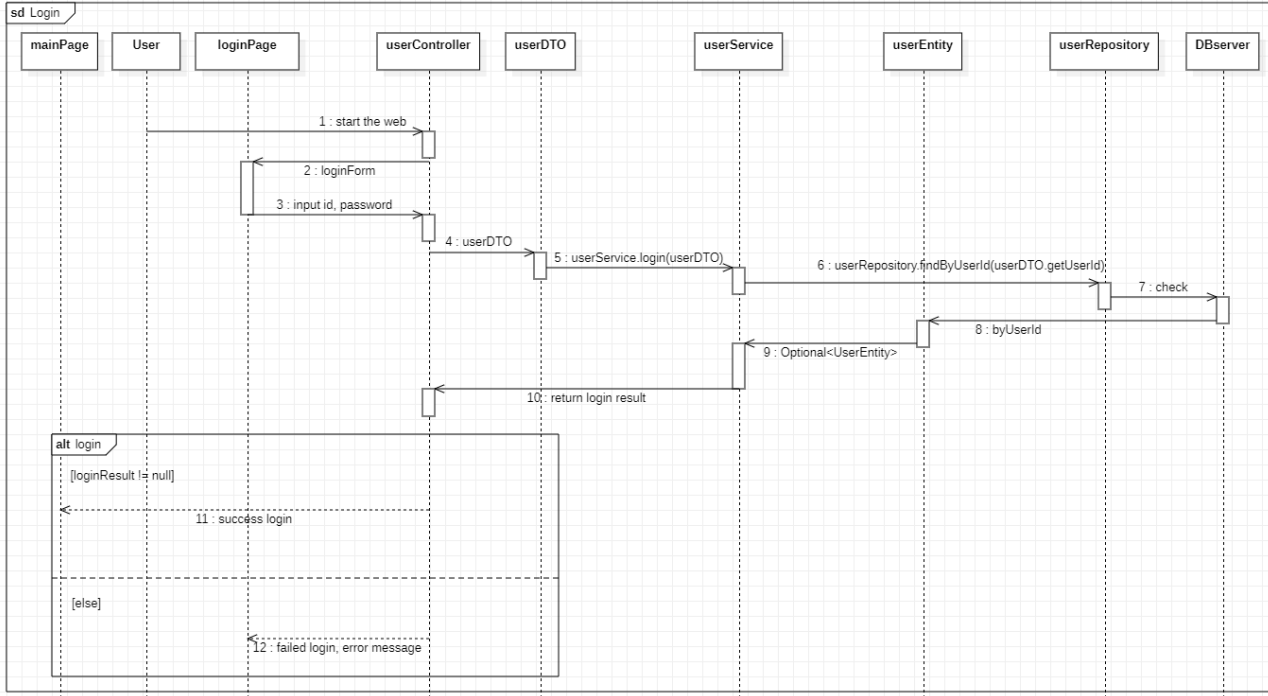 sd Login
mainPage
User
loginPage
userController
userDTO
userService
userEntity
userRepository
DBserver
1 : start the web
2 : loginForm
3 : input id, password
4 : userDTO
5 : userService.login(userDTO)
6 : userRepository.findByUserId(userDTO.getUserId)
7 : check
8 : byUserId
9 : Optional<UserEntity>
10 : return login result
alt login
[loginResult != null]
11 : success login
[else]
12 : failed login, error message